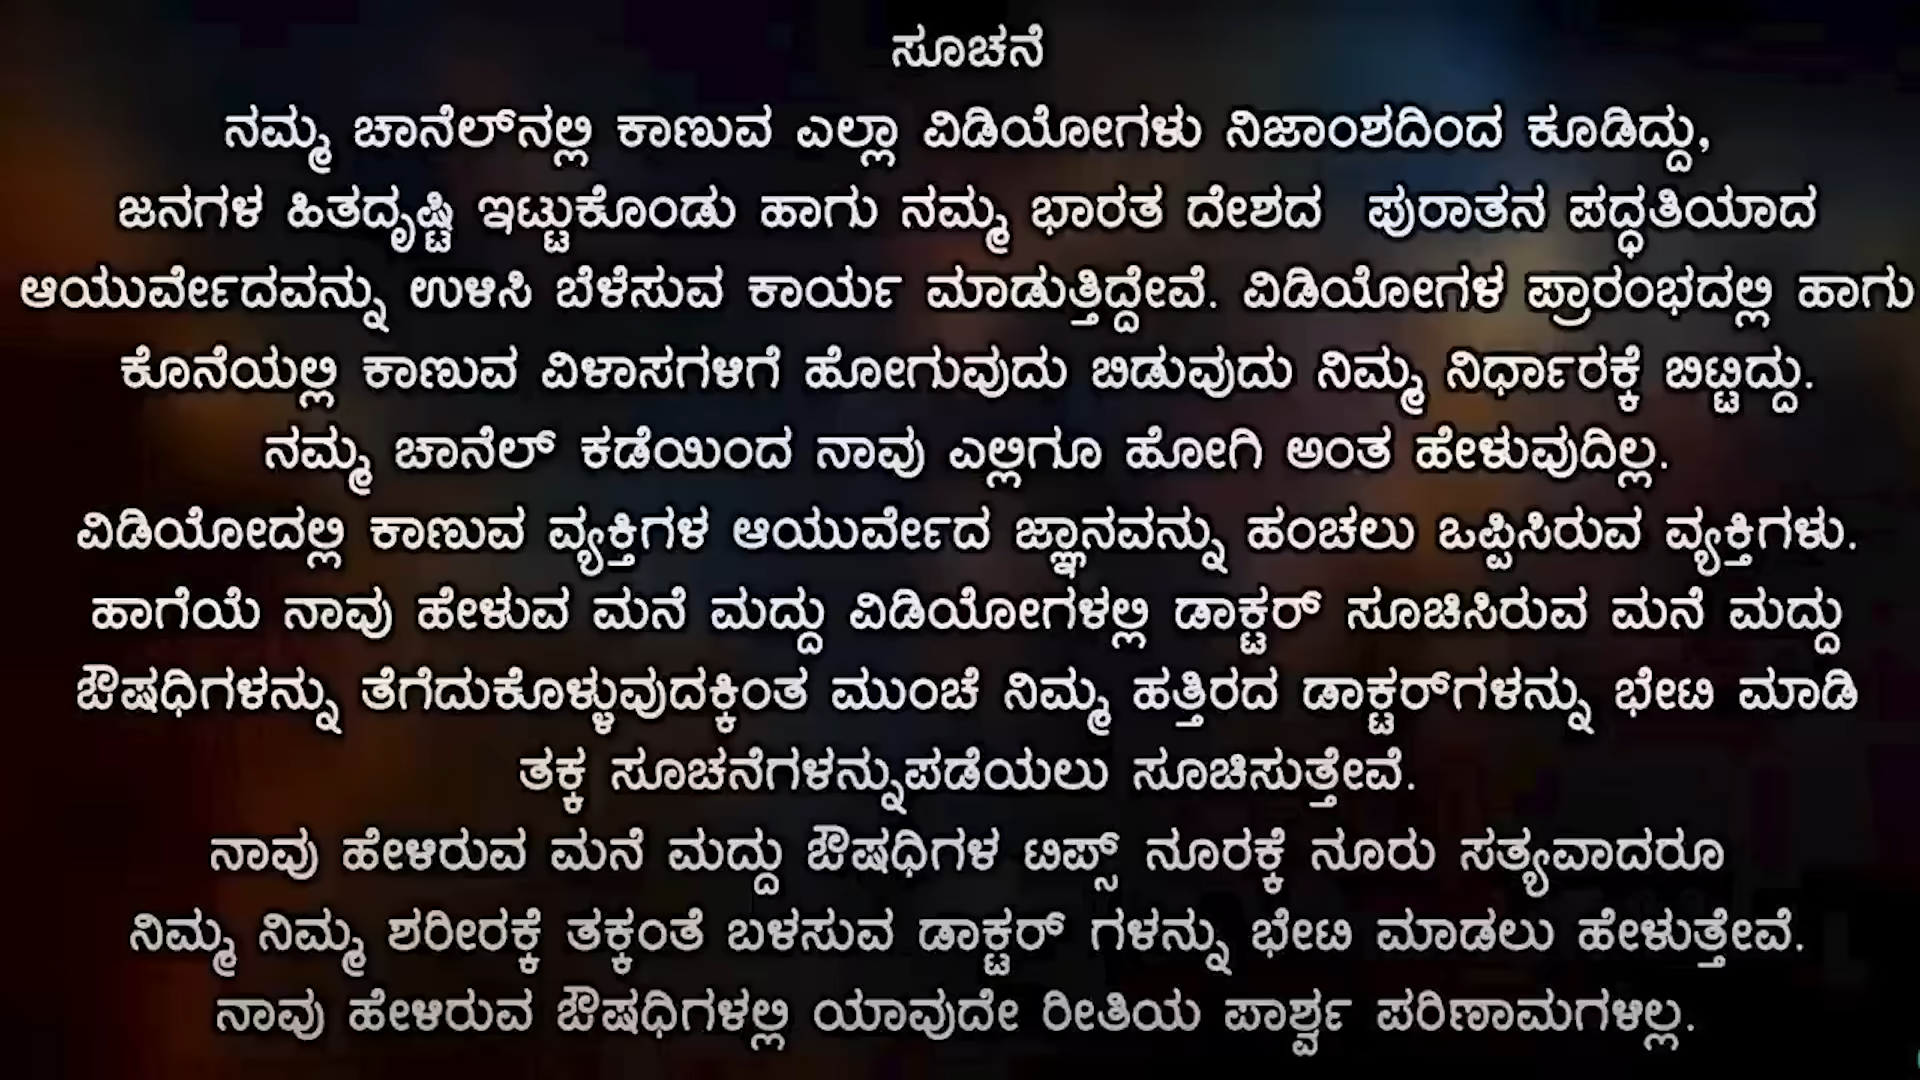 ಸೂಚನೆ
ನಮ್ಮ ಚಾನೆಲ್‌ನಲ್ಲಿ ಕಾಣುವ ಎಲ್ಲಾ ವಿಡಿಯೋಗಳು ನಿಜಾಂಶದಿಂದ ಕೂಡಿದ್ದು,
ಜನಗಳ ಹಿತದೃಷ್ಟಿ ಇಟ್ಟುಕೊಂಡು ಹಾಗು ನಮ್ಮ ಭಾರತ ದೇಶದ ಪುರಾತನ ಪದ್ಧತಿಯಾದ
ಆಯುರ್ವೇದವನ್ನು ಉಳಿಸಿ ಬೆಳೆಸುವ ಕಾರ್ಯ ಮಾಡುತ್ತಿದ್ದೇವೆ. ವಿಡಿಯೋಗಳ ಪ್ರಾರಂಭದಲ್ಲಿ ಹಾಗು
ಕೊನೆಯಲ್ಲಿ ಕಾಣುವ ವಿಳಾಸಗಳಿಗೆ ಹೋಗುವುದು ಬಿಡುವುದು ನಿಮ್ಮ ನಿರ್ಧಾರಕ್ಕೆ ಬಿಟ್ಟಿದ್ದು.
ನಮ್ಮ ಚಾನೆಲ್ ಕಡೆಯಿಂದ ನಾವು ಎಲ್ಲಿಗೂ ಹೋಗಿ ಅಂತ ಹೇಳುವುದಿಲ್ಲ.
ವಿಡಿಯೋದಲ್ಲಿ ಕಾಣುವ ವ್ಯಕ್ತಿಗಳ ಆಯುರ್ವೇದ ಜ್ಞಾನವನ್ನು ಹಂಚಲು ಒಪ್ಪಿಸಿರುವ ವ್ಯಕ್ತಿಗಳು.
ಹಾಗೆಯೆ ನಾವು ಹೇಳುವ ಮನೆ ಮದ್ದು ವಿಡಿಯೋಗಳಲ್ಲಿ ಡಾಕ್ಟರ್ ಸೂಚಿಸಿರುವ ಮನೆ ಮದ್ದು
ಔಷಧಿಗಳನ್ನು ತೆಗೆದುಕೊಳ್ಳುವುದಕ್ಕಿಂತ ಮುಂಚೆ ನಿಮ್ಮ ಹತ್ತಿರದ ಡಾಕ್ಟರ್‌ಗಳನ್ನು ಭೇಟಿ ಮಾಡಿ
ತಕ್ಕ ಸೂಚನೆಗಳನ್ನುಪಡೆಯಲು ಸೂಚಿಸುತ್ತೇವೆ.
ನಾವು ಹೇಳಿರುವ ಮನೆ ಮದ್ದು ಔಷಧಿಗಳ ಟಿಪ್ಸ್ ನೂರಕ್ಕೆ ನೂರು ಸತ್ಯವಾದರೂ
ನಿಮ್ಮ ನಿಮ್ಮ ಶರೀರಕ್ಕೆ ತಕ್ಕಂತೆ ಬಳಸುವ ಡಾಕ್ಟರ್ ಗಳನ್ನು ಭೇಟಿ ಮಾಡಲು ಹೇಳುತ್ತೇವೆ.
ನಾವು ಹೇಳಿರುವ ಔಷಧಿಗಳಲ್ಲಿ ಯಾವುದೇ ರೀತಿಯ ಪಾರ್ಶ್ವ ಪರಿಣಾಮಗಳಿಲ್ಲ.